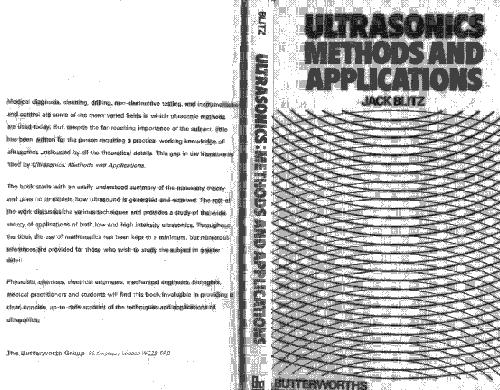 Medical diagnosis, cleaning, drilling, non-destructive testing, and instrumentation
and control are some of the many varied fields in which ultrasonic methods
are used today. But, despite the far reaching importance of the subject, little
has been written for the person requiring a practical working knowledge of
ultrasonics, undaunted by all the theoretical details. This gap in the literature is
filled by Ultrasonics: Methods and Applications.
The book starts with an easily understood summary of the necessary theory
and goes on to explain how ultrasound is generated and received. The rest of
the work discusses the various techniques and provides a study of the wide
variety of applications of both low and high intensity ultrasonics. Throughout
the book the use of mathematics has been kept to a minimum, but numerous
references are provided for those who wish to study the subject in greater
detail.
Physicists, chemists, electrical engineers, mechanical engineers, biologists,
medical practitioners and students will find this book invaluable in providing a
clear, concise, up-to-date account of the techniques and applications of
ultrasonics.
The Butterworth Group London WC2B 6AB
BLITZ
ULTRASONICS: METHODS AND APPLICATIONS
ULTRASONICS
METHODS AND
APPLICATIONS
JACK BLITZ
BUTTERWORTHS